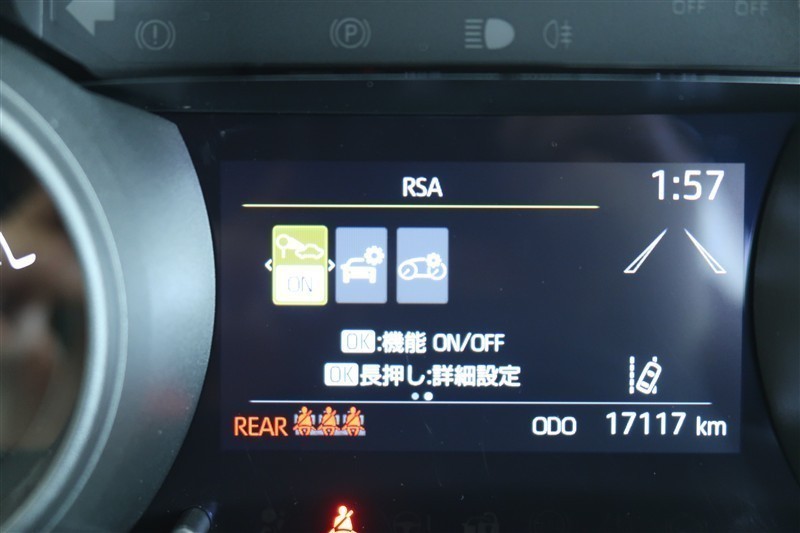 OFF OFF
RSA
1:57
ON
OK:機能 ON/OFF
OK長押し:詳細設定
REAR
ODO 17117 km